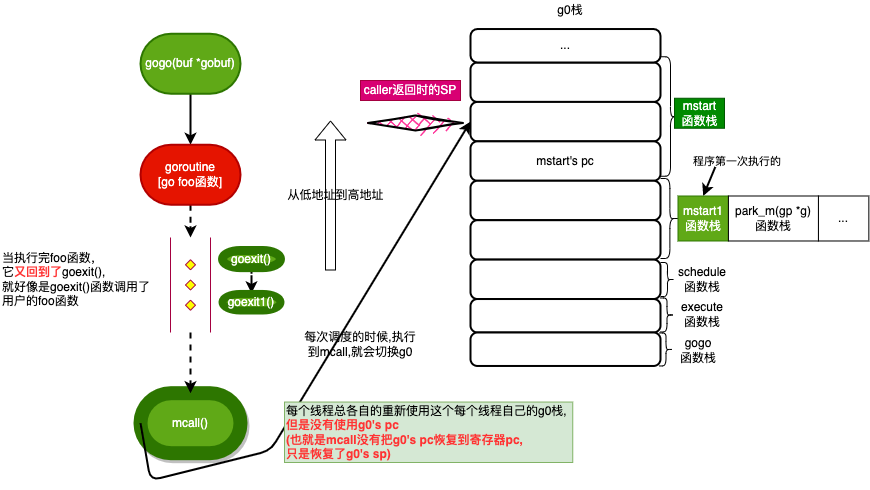 g0栈
gogo(buf *gobuf)
...
caller返回时的SP
mstart
函数栈
goroutine
[go foo函数]
mstart's pc
程序第一次执行的
从低地址到高地址
mstart1
函数栈
park_m(gp *g)
函数栈
...
当执行完foo函数,
它又回到了goexit(),
就好像是goexit()函数调用了
用户的foo函数
goexit()
goexit1()
schedule
函数栈
execute
函数栈
gogo
函数栈
每次调度的时候,执行
到mcall,就会切换g0
mcall()
每个线程总各自的重新使用这个每个线程自己的g0栈,
但是没有使用g0's pc
(也就是mcall没有把g0's pc恢复到寄存器pc,
只是恢复了g0's sp)